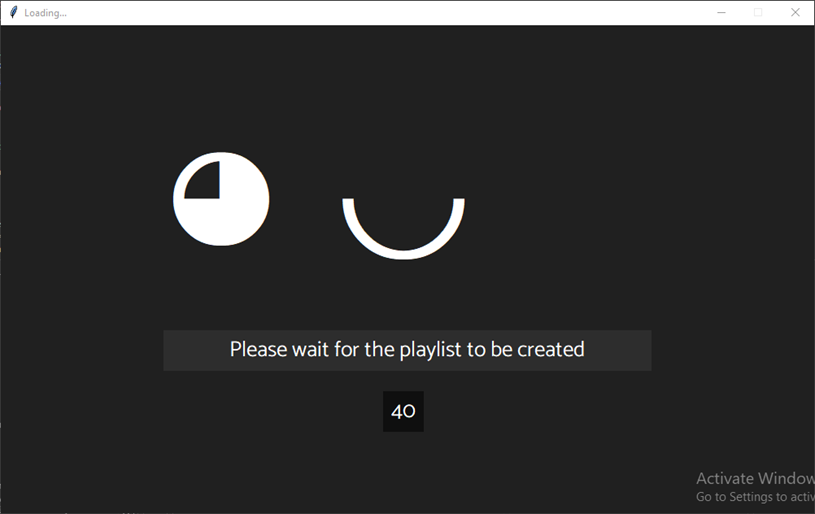 Loading...
Please wait for the playlist to be created
40
Activate Window
Go to Settings to activ